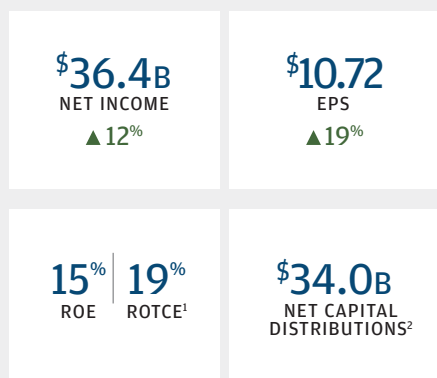 $36.4B
NET INCOME
▲12%
$10.72
EPS
▲19%
15% 19%
ROE ROTCE¹
$34.0B
NET CAPITAL
DISTRIBUTIONS²